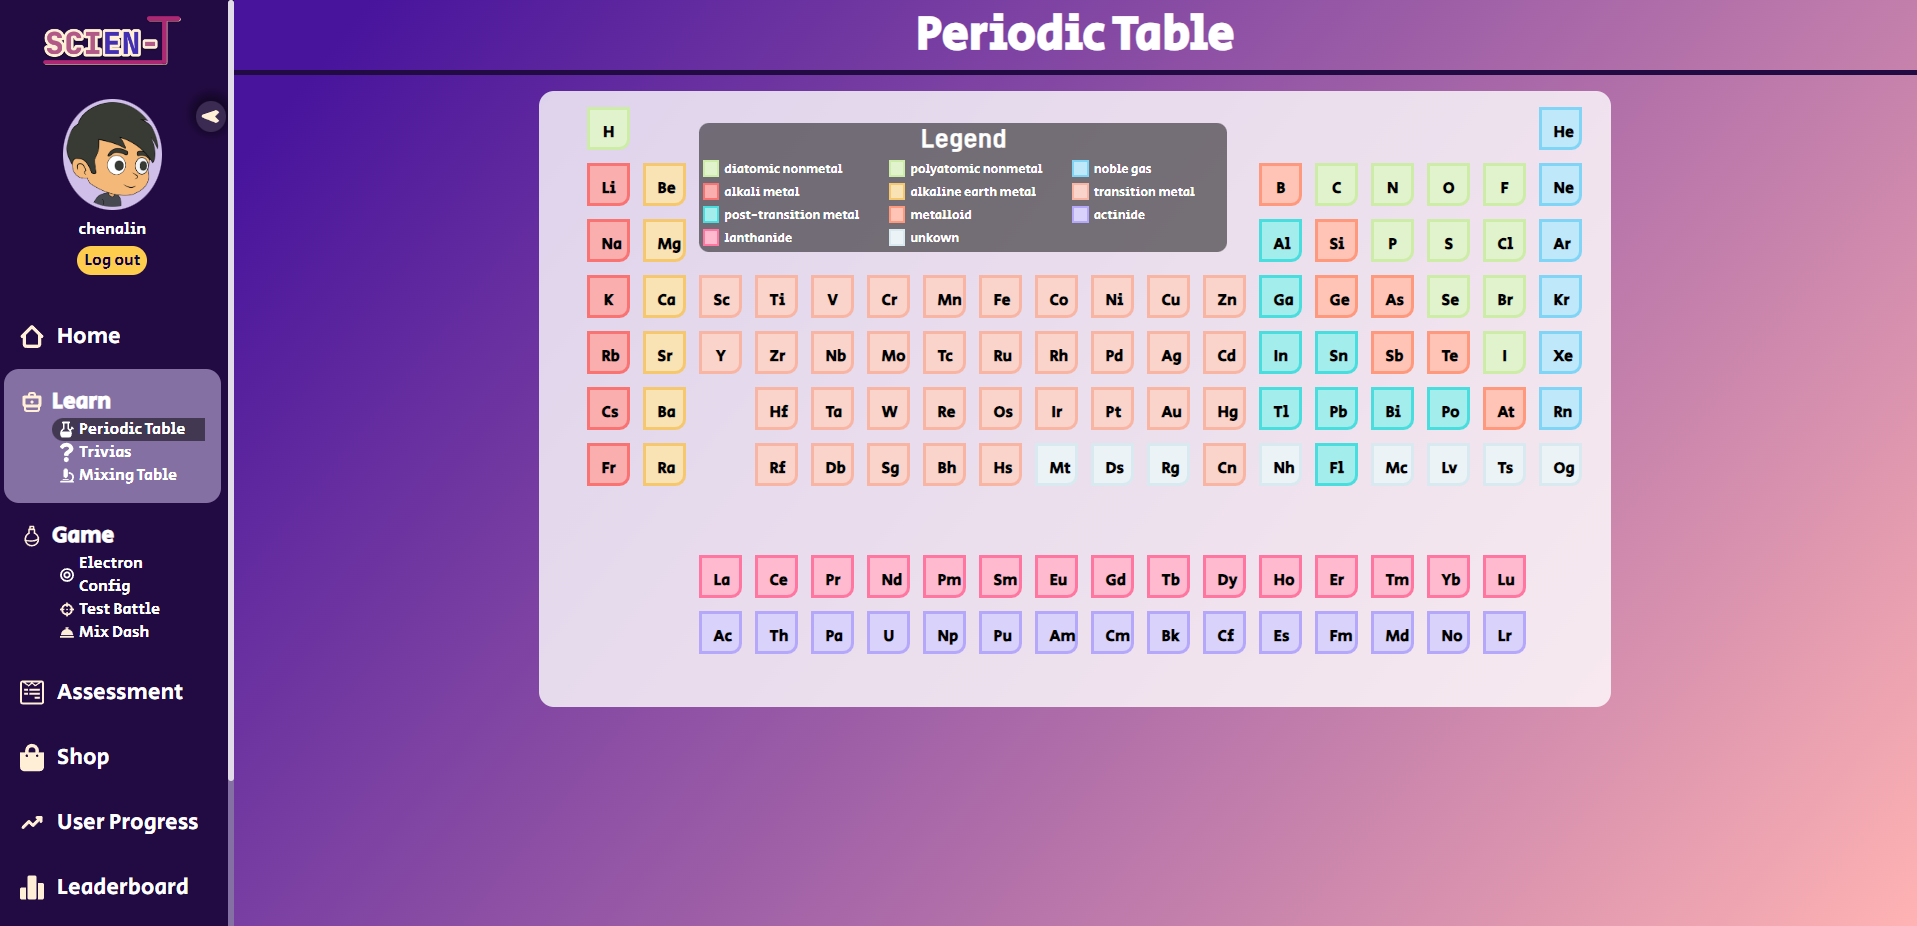 SCIEN-T
chenalin
Log out
Home
Learn
Periodic Table
Trivias
Mixing Table
Game
Electron
Config
Test Battle
Mix Dash
Assessment
Shop
User Progress
Leaderboard
Periodic Table
Legend
diatomic nonmetal polyatomic nonmetal noble gas
alkali metal alkaline earth metal transition metal
post-transition metal metalloid actinide
lanthanide unkown
H He
Li Be B C N O F Ne
Na Mg Al Si P S Cl Ar
K Ca Sc Ti V Cr Mn Fe Co Ni Cu Zn Ga Ge As Se Br Kr
Rb Sr Y Zr Nb Mo Tc Ru Rh Pd Ag Cd In Sn Sb Te I Xe
Cs Ba Hf Ta W Re Os Ir Pt Au Hg Tl Pb Bi Po At Rn
Fr Ra Rf Db Sg Bh Hs Mt Ds Rg Cn Nh Fl Mc Lv Ts Og
La Ce Pr Nd Pm Sm Eu Gd Tb Dy Ho Er Tm Yb Lu
Ac Th Pa U Np Pu Am Cm Bk Cf Es Fm Md No Lr